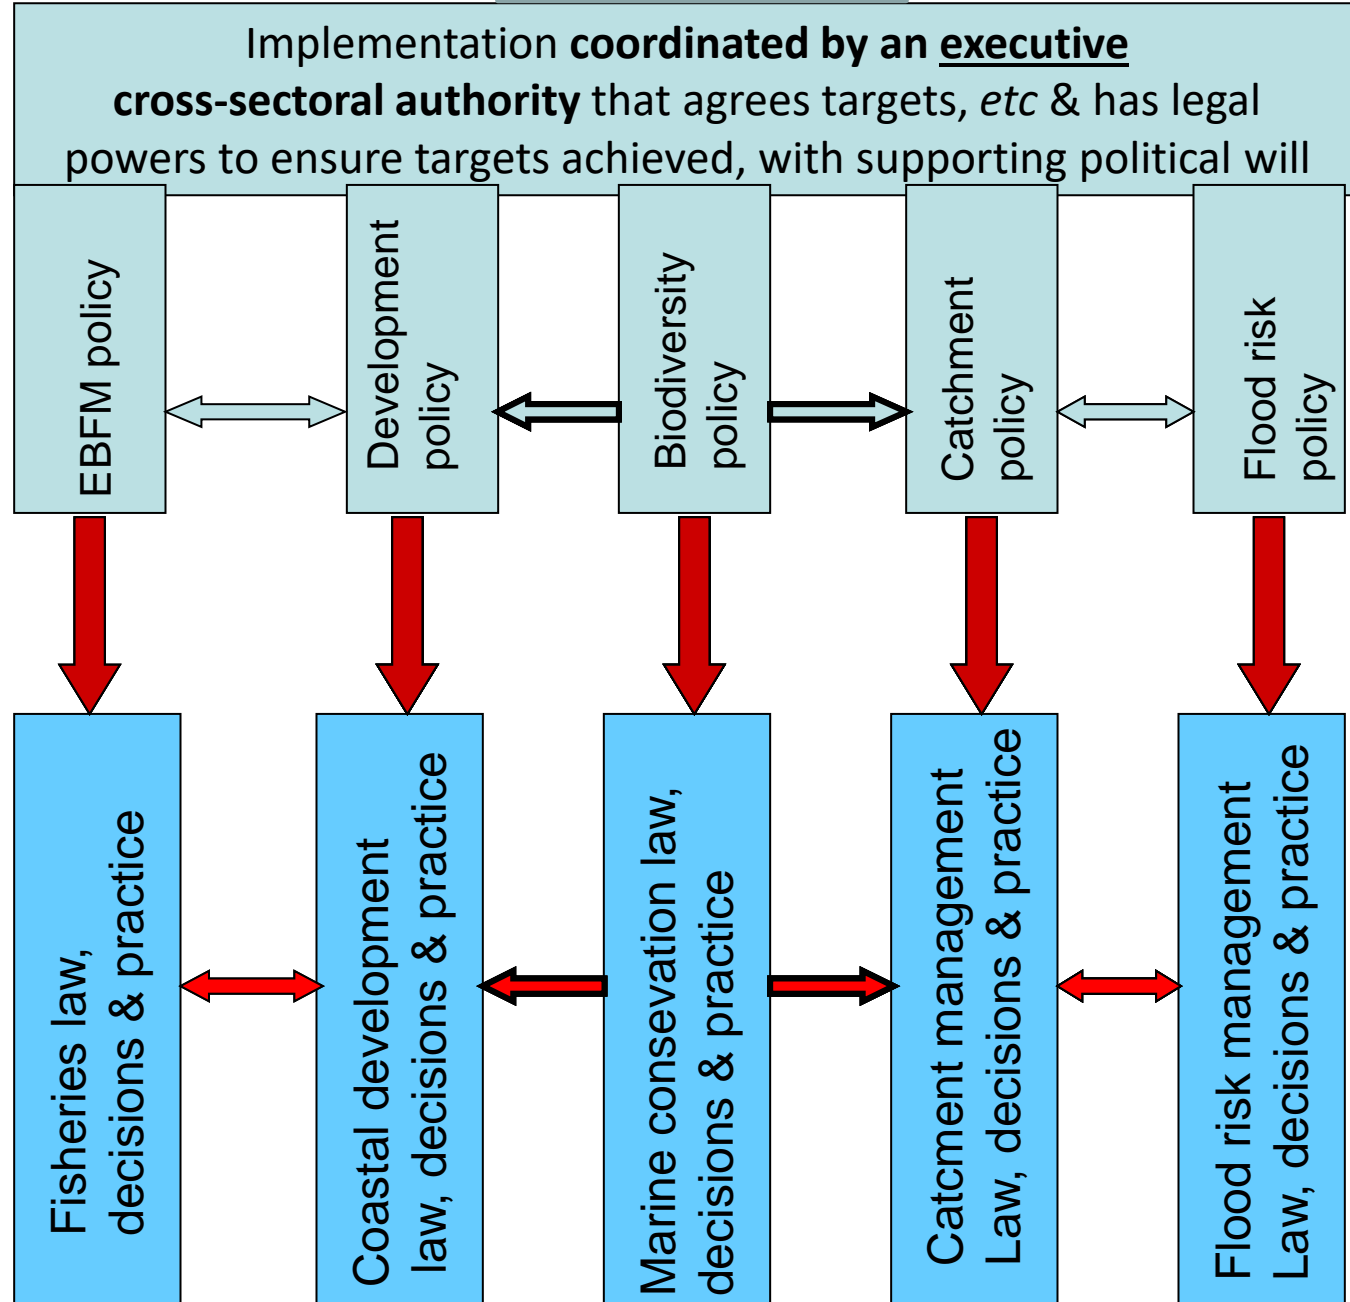 Implementation coordinated by an executive
cross-sectoral authority that agrees targets, etc & has legal
powers to ensure targets achieved, with supporting political will
EBFM policy
Development
policy
Biodiversity
policy
Catchment
policy
Flood risk
policy
Fisheries law,
decisions & practice
Coastal development
law, decisions & practice
Marine consevation law,
decisions & practice
Catcment management
Law, decisions & practice
Flood risk management
Law, decisions & practice